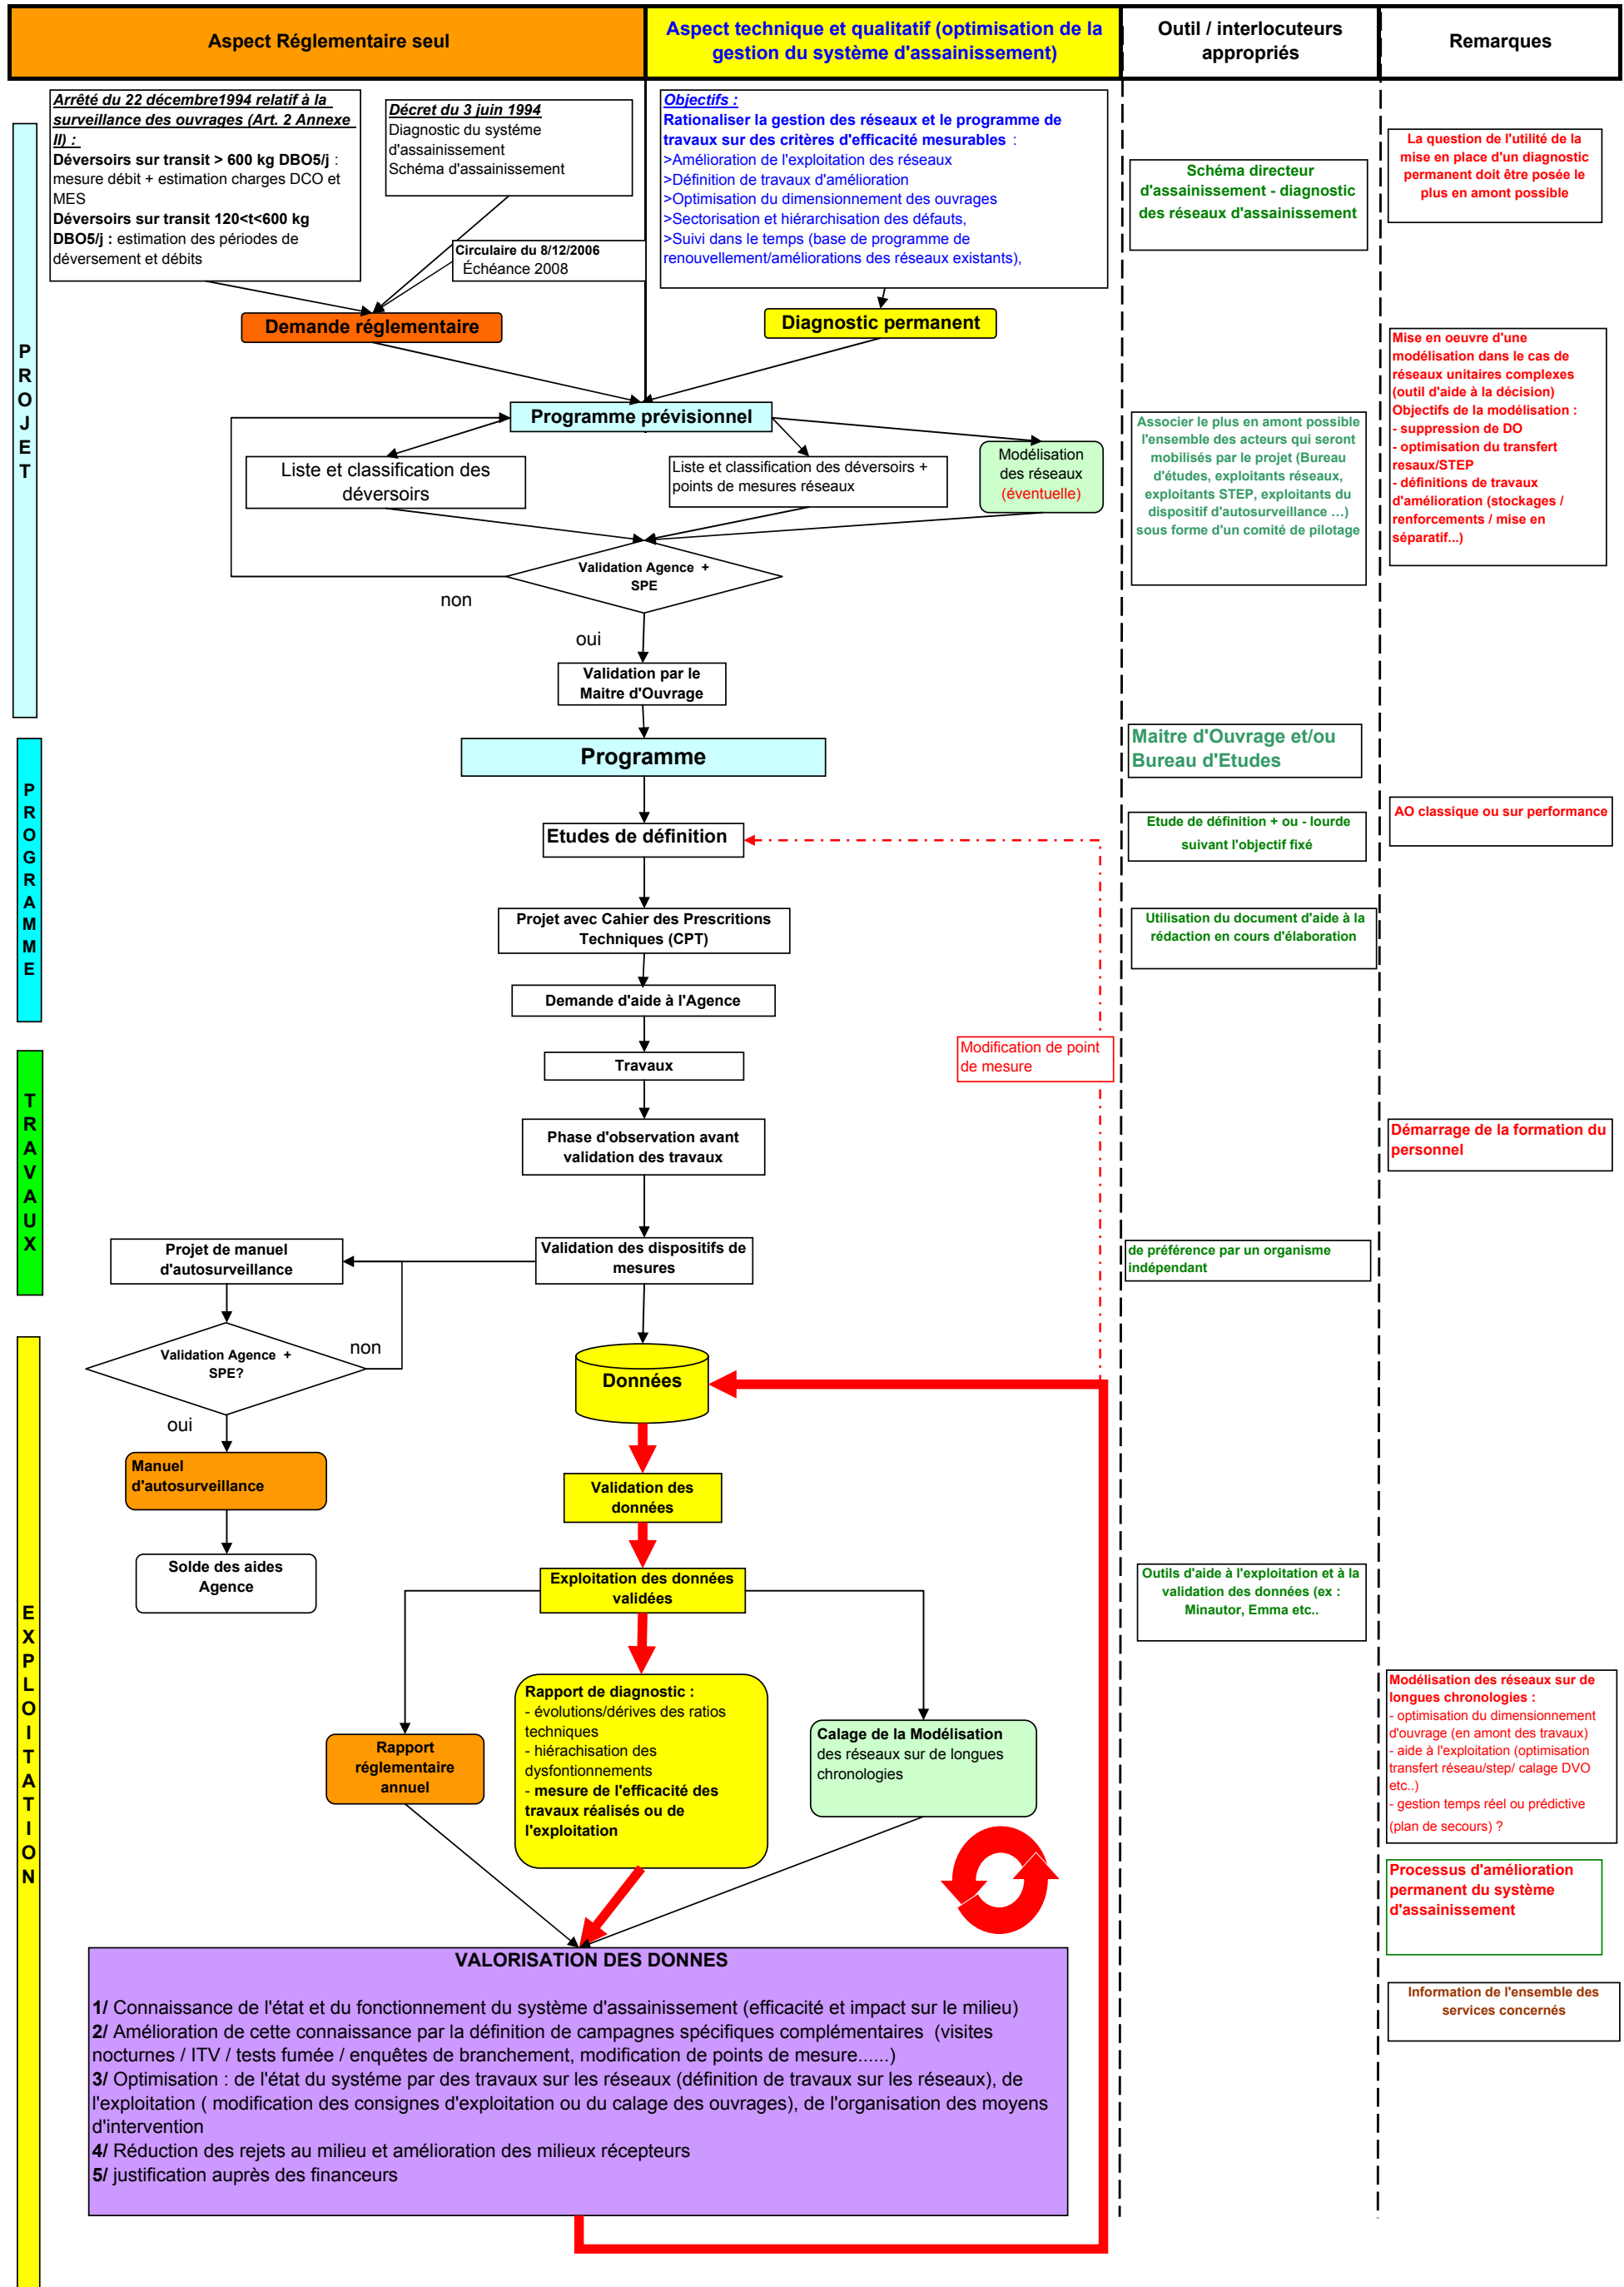 Aspect Réglementaire seul
Aspect technique et qualitatif (optimisation de la
gestion du système d'assainissement)
Outil / interlocuteurs
appropriés
Remarques
PROJET
Arrêté du 22 décembre1994 relatif à la
surveillance des ouvrages (Art. 2 Annexe
II) :
Déversoirs sur transit > 600 kg DBO5/j :
mesure débit + estimation charges DCO et
MES
Déversoirs sur transit 120<t<600 kg
DBO5/j : estimation des périodes de
déversement et débits
Décret du 3 juin 1994
Diagnostic du systéme
d'assainissement
Schéma d'assainissement
Circulaire du 8/12/2006
Échéance 2008
Objectifs :
Rationaliser la gestion des réseaux et le programme de
travaux sur des critères d'efficacité mesurables :
>Amélioration de l'exploitation des réseaux
>Définition de travaux d'amélioration
>Optimisation du dimensionnement des ouvrages
>Sectorisation et hiérarchisation des défauts,
>Suivi dans le temps (base de programme de
renouvellement/améliorations des réseaux existants),
Schéma directeur
d'assainissement - diagnostic
des réseaux d'assainissement
La question de l'utilité de la
mise en place d'un diagnostic
permanent doit être posée le
plus en amont possible
Demande réglementaire
Diagnostic permanent
Programme prévisionnel
Liste et classification des
déversoirs
Liste et classification des déversoirs +
points de mesures réseau
Modélisation
des réseaux
(éventuelle)
Associer le plus en amont possible
l'ensemble des acteurs qui seront
mobilisés par le projet (Bureau
d'études, exploitants réseaux,
exploitants STEP, exploitants du
dispositif d'autosurveillance ...)
sous forme d'un comité de pilotage
Mise en oeuvre d'une
modélisation dans le cas de
réseaux unitaires complexes
(outil d'aide à la décision)
Objectifs de la modélisation :
- suppression de DO
- optimisation du transfert
resaux/STEP
- définitions de travaux
d'amélioration (stockages /
renforcements / mise en
séparatif...)
Validation Agence +
SPE
non
oui
Validation par le
Maitre d'Ouvrage
PROGRAMME
Programme
Maitre d'Ouvrage et/ou
Bureau d'Etudes
Etudes de définition
Etude de définition + ou - lourde
suivant l'objectif fixé
AO classique ou sur performance
Projet avec Cahier des Prescritions
Techniques (CPT)
Utilisation du document d'aide à la
rédaction en cours d'élaboration
Demande d'aide à l'Agence
TRAVAUX
Modification de point
de mesure
Travaux
Phase d'observation avant
validation des travaux
Démarrage de la formation du
personnel
Projet de manuel
d'autosurveillance
Validation des dispositifs de
mesures
de préférence par un organisme
indépendant
EXPLOITATION
Validation Agence +
SPE?
non
oui
Données
Manuel
d'autosurveillance
Validation des
données
Solde des aides
Agence
Exploitation des données
validées
Outils d'aide à l'exploitation et à la
validation des données (ex :
Minautor, Emma etc..
Rapport
réglementaire
annuel
Rapport de diagnostic :
- évolutions/dérives des ratios
techniques
- hiérachisation des
dysfontionnements
- mesure de l'efficacité des
travaux réalisés ou de
l'exploitation
Calage de la Modélisation
des réseaux sur de longues
chronologies
Modélisation des réseaux sur de
longues chronologies :
- optimisation du dimensionnement
d'ouvrage (en amont des travaux)
- aide à l'exploitation (optimisation
transfert réseau/step/ calage DVO
etc..)
- gestion temps réel ou prédictive
(plan de secours) ?
Processus d'amélioration
permanent du système
d'assainissement
Information de l'ensemble des
services concernés
VALORISATION DES DONNES
1/ Connaissance de l'état et du fonctionnement du système d'assainissement (efficacité et impact sur le milieu)
2/ Amélioration de cette connaissance par la définition de campagnes spécifiques complémentaires (visites
nocturnes / ITV / tests fumée / enquêtes de branchement, modification de points de mesure......)
3/ Optimisation : de l'état du systéme par des travaux sur les réseaux (définition de travaux sur les réseaux), de
l'exploitation ( modification des consignes d'exploitation ou du calage des ouvrages), de l'organisation des moyens
d'intervention
4/ Réduction des rejets au milieu et amélioration des milieux récepteurs
5/ justification auprès des financeurs